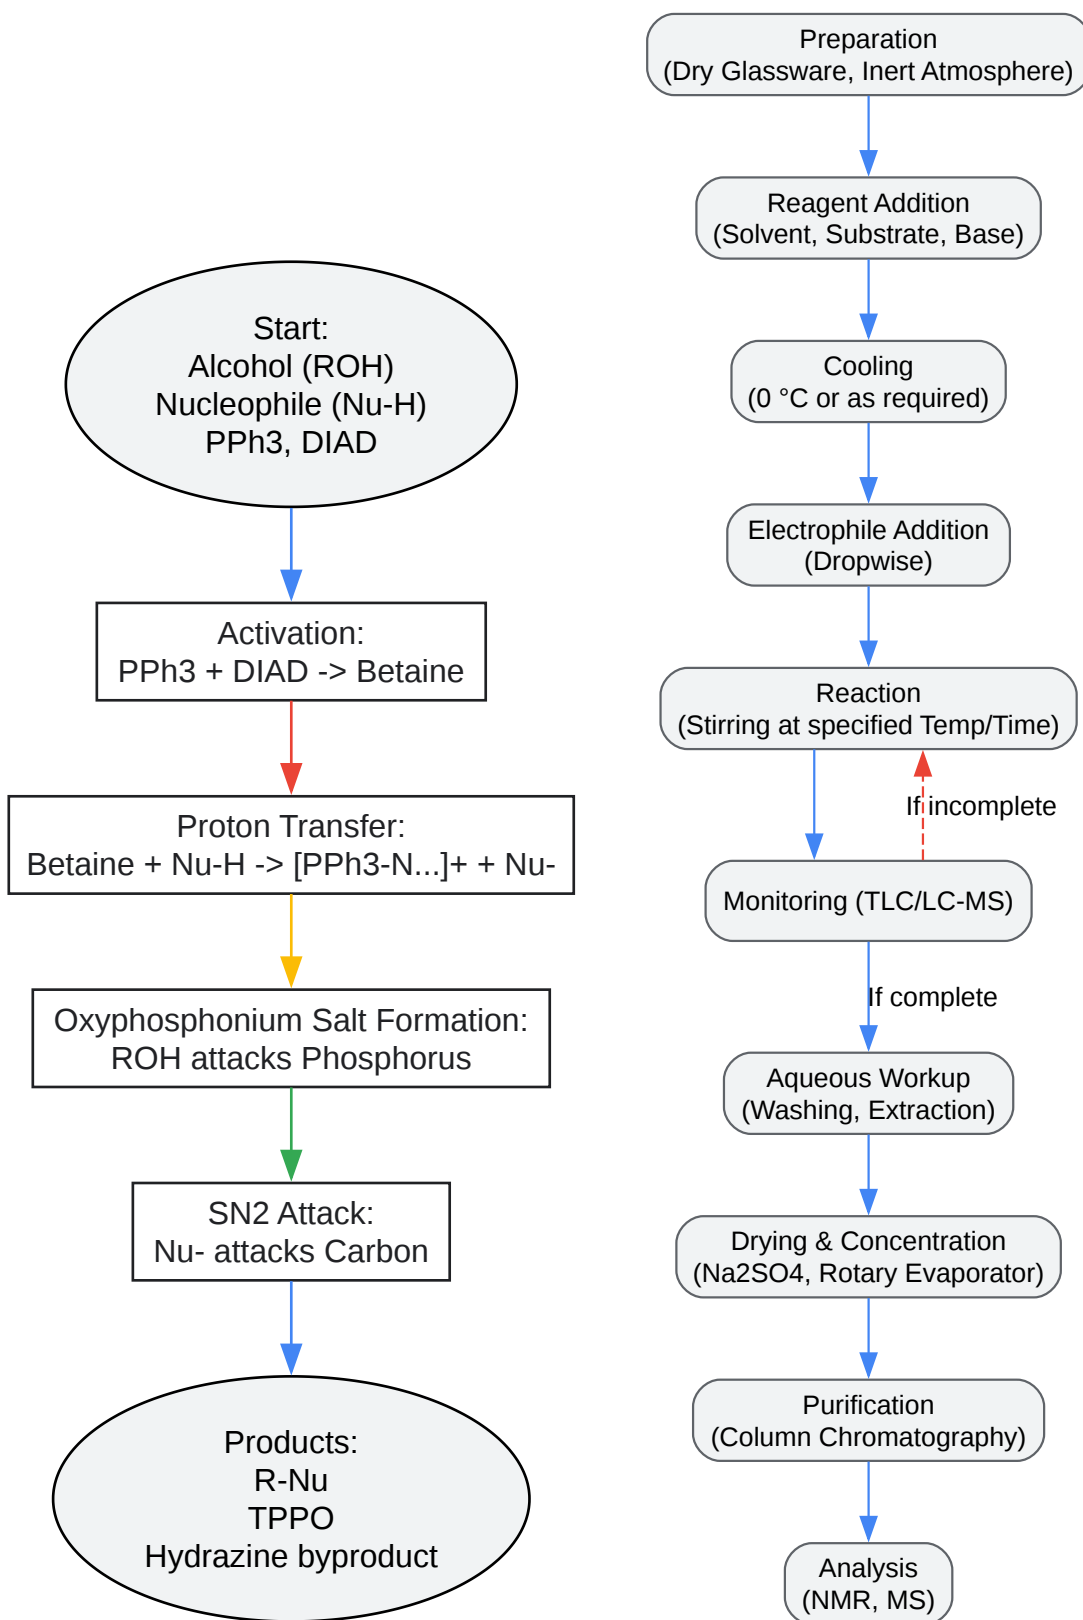 Start:
Alcohol (ROH)
Nucleophile (Nu-H)
PPh3, DIAD
Activation:
PPh3 + DIAD -> Betaine
Proton Transfer:
Betaine + Nu-H -> [PPh3-N...]+ + Nu-
Oxyphosphonium Salt Formation:
ROH attacks Phosphorus
SN2 Attack:
Nu- attacks Carbon
Products:
R-Nu
TPPO
Hydrazine byproduct
Preparation
(Dry Glassware, Inert Atmosphere)
Reagent Addition
(Solvent, Substrate, Base)
Cooling
(0 °C or as required)
Electrophile Addition
(Dropwise)
Reaction
(Stirring at specified Temp/Time)
If incomplete
Monitoring (TLC/LC-MS)
If complete
Aqueous Workup
(Washing, Extraction)
Drying & Concentration
(Na2SO4, Rotary Evaporator)
Purification
(Column Chromatography)
Analysis
(NMR, MS)